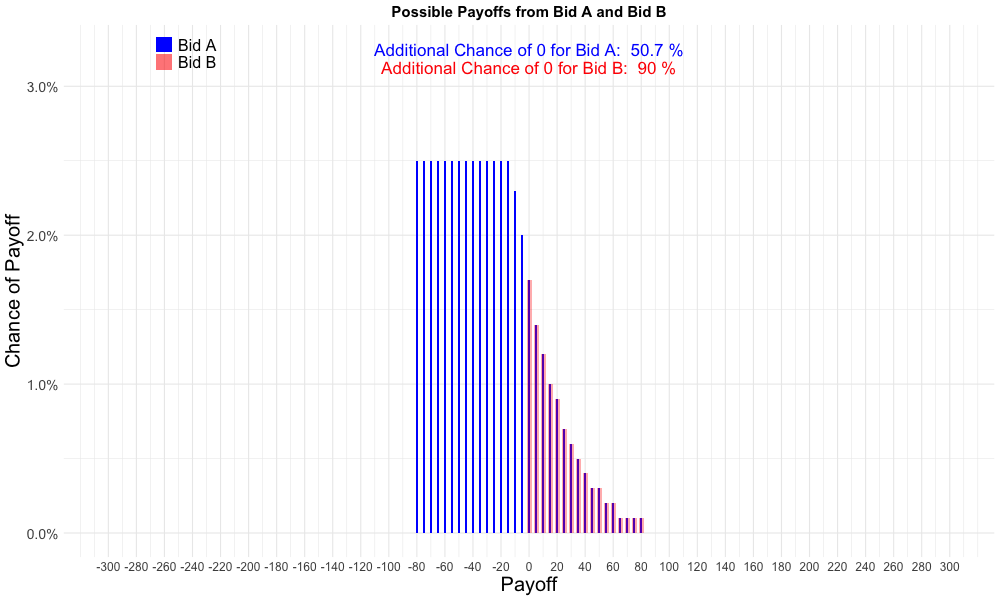 Possible Payoffs from Bid A and Bid B
Bid A
Bid B
Additional Chance of 0 for Bid A:  50.7 %
Additional Chance of 0 for Bid B:  90 %
Chance of Payoff
3.0%
2.0%
1.0%
0.0%
-300 -280 -260 -240 -220 -200 -180 -160 -140 -120 -100 -80 -60 -40 -20 0 20 40 60 80 100 120 140 160 180 200 220 240 260 280 300
Payoff